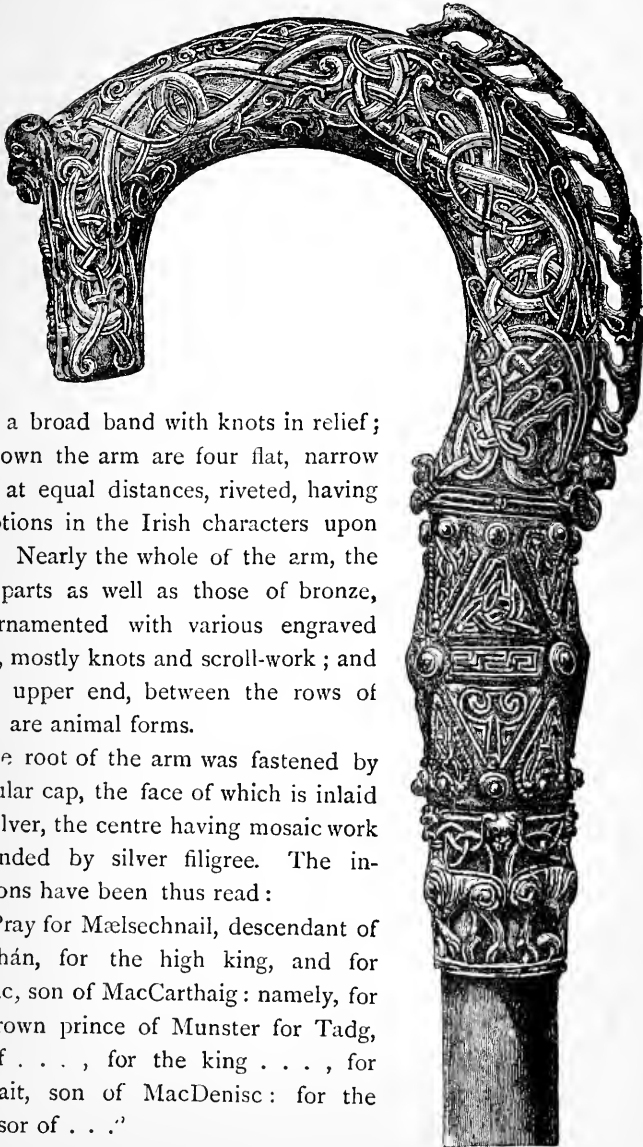 a broad band with knots in relief;
own the arm are four flat, narrow
at equal distances, riveted, having
tions in the Irish characters upon
Nearly the whole of the arm, the
parts as well as those of bronze,
rnamented with various engraved
, mostly knots and scroll-work ; and
upper end, between the rows of
are animal forms.
e root of the arm was fastened by
lar cap, the face of which is inlaid
lver, the centre having mosaic work
nded by silver filigree. The in-
ons have been thus read :
Pray for Mælsechnail, descendant of
hán, for the high king, and for
c, son of MacCarthaig : namely, for
rown prince of Munster for Tadg,
f . . . , for the king . . . , for
ait, son of MacDenisc : for the
sor of . . ."